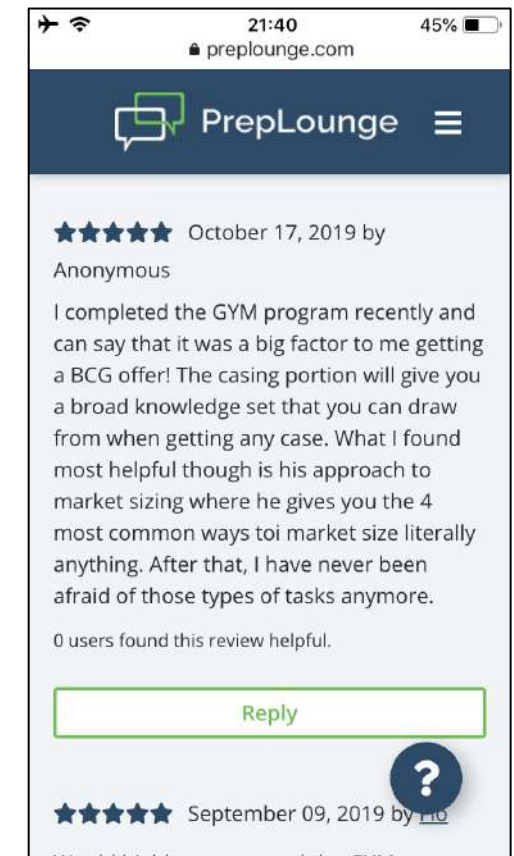 21:40
45%
preplounge.com
PrepLounge
October 17, 2019 by
Anonymous
I completed the GYM program recently and
can say that it was a big factor to me getting
a BCG offer! The casing portion will give you
a broad knowledge set that you can draw
from when getting any case. What I found
most helpful though is his approach to
market sizing where he gives you the 4
most common ways toi market size literally
anything. After that, I have never been
afraid of those types of tasks anymore.
0 users found this review helpful.
Reply
?
September 09, 2019 by